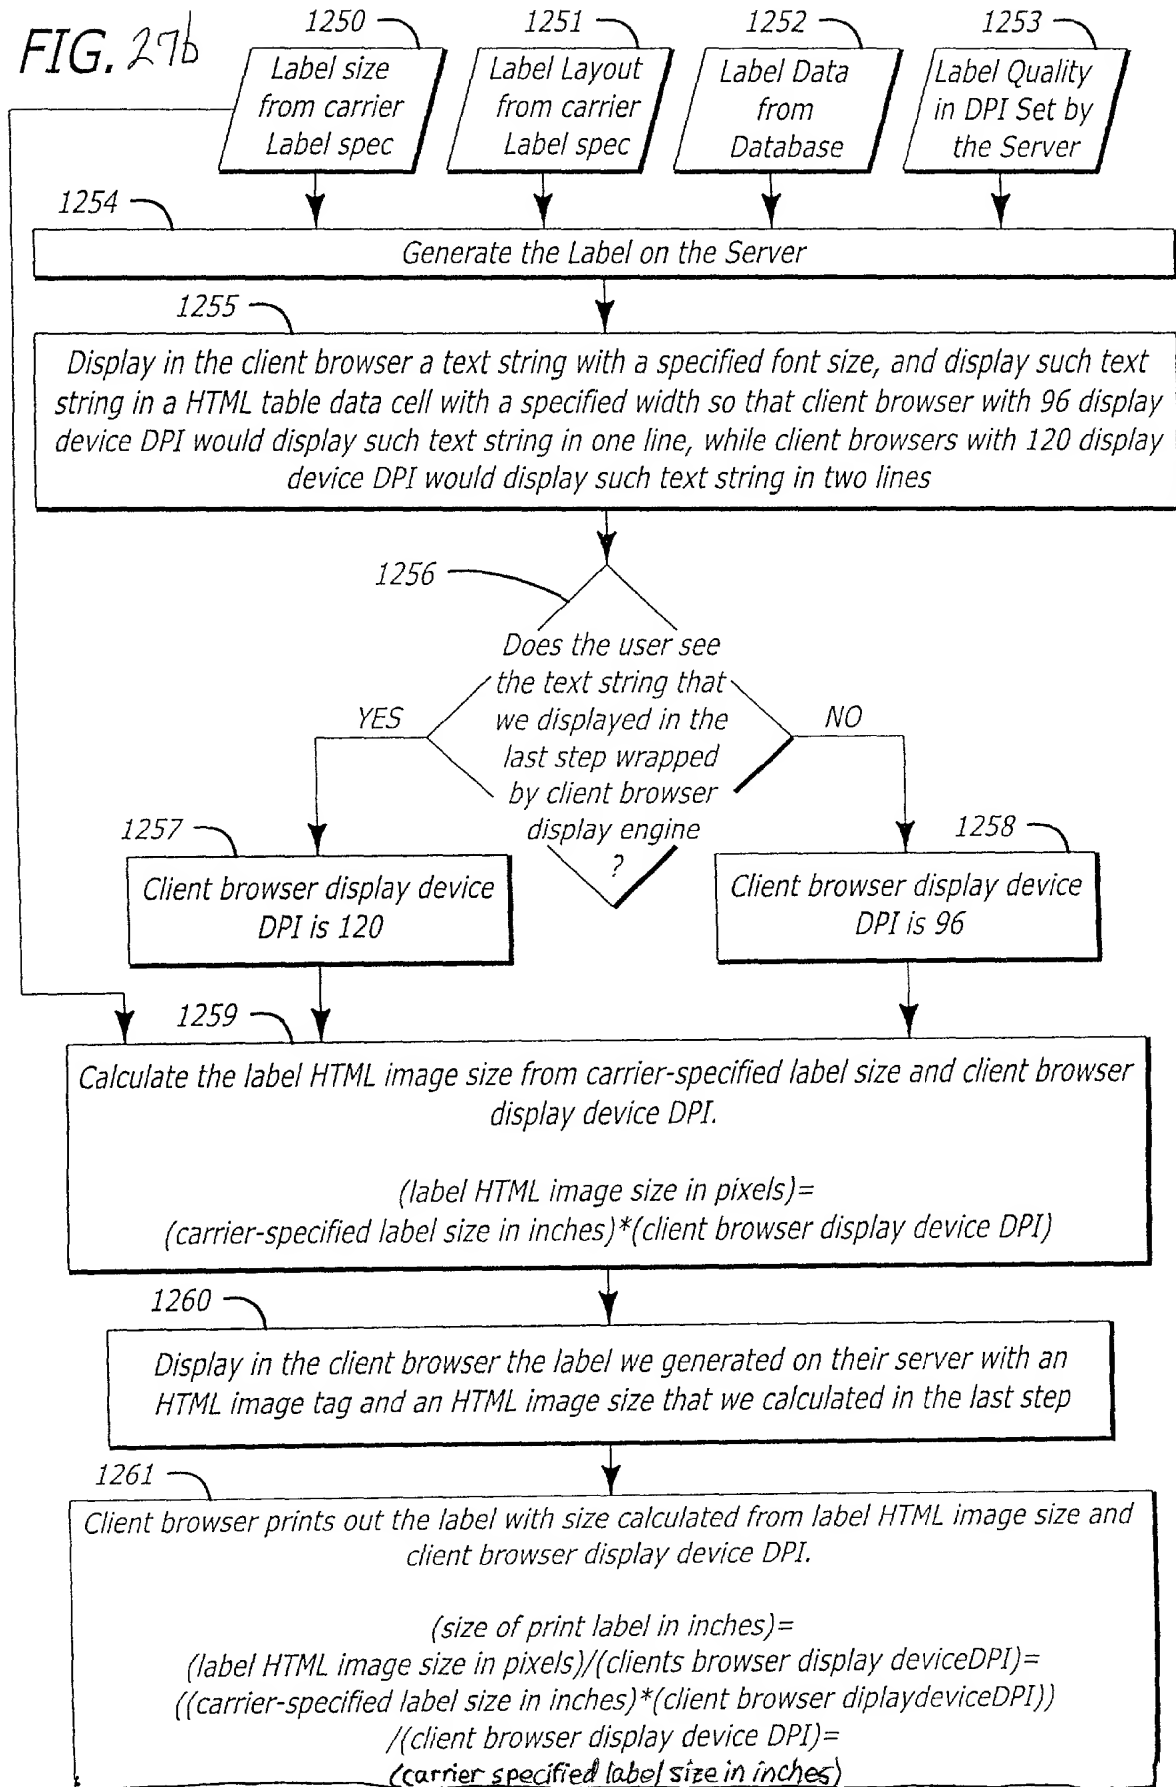 FIG. 27b
1250
1251
1252
1253
Label size
from carrier
Label spec
Label Layout
from carrier
Label spec
Label Data
from
Database
Label Quality
in DPI Set by
the Server
1254
Generate the Label on the Server
1255
Display in the client browser a text string with a specified font size, and display such text
string in a HTML table data cell with a specified width so that client browser with 96 display
device DPI would display such text string in one line, while client browsers with 120 display
device DPI would display such text string in two lines
1256
Does the user see
the text string that
we displayed in the
last step wrapped
by client browser
display engine
?
YES
NO
1257
Client browser display device
DPI is 120
1258
Client browser display device
DPI is 96
1259
Calculate the label HTML image size from carrier-specified label size and client browser
display device DPI.
(label HTML image size in pixels)=
(carrier-specified label size in inches)*(client browser display device DPI)
1260
Display in the client browser the label we generated on their server with an
HTML image tag and an HTML image size that we calculated in the last step
1261
Client browser prints out the label with size calculated from label HTML image size and
client browser display device DPI.
(size of print label in inches)=
(label HTML image size in pixels)/(clients browser display deviceDPI)=
((carrier-specified label size in inches)*(client browser diplaydeviceDPI))
/(client browser display device DPI)=
(carrier specified label size in inches)